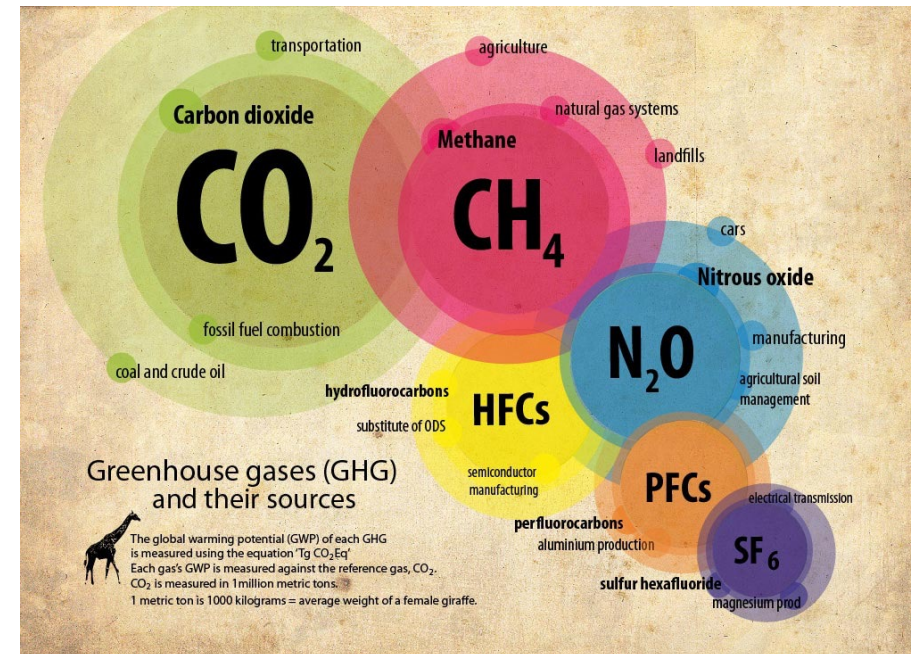 transportation
Carbon dioxide
CO₂
fossil fuel combustion
coal and crude oil
agriculture
natural gas systems
Methane
landfills
CH₄
cars
Nitrous oxide
N₂O
manufacturing
agricultural soil
management
hydrofluorocarbons
HFCs
substitute of ODS
semiconductor
manufacturing
PFCs
perfluorocarbons
aluminium production
electrical transmission
SF₆
sulfur hexafluoride
magnesium prod
Greenhouse gases (GHG)
and their sources
The global warming potential (GWP) of each GHG
is measured using the equation 'Tg CO₂Eq'
Each gas's GWP is measured against the reference gas, CO₂.
CO₂ is measured in 1million metric tons.
1 metric ton is 1000 kilograms = average weight of a female giraffe.